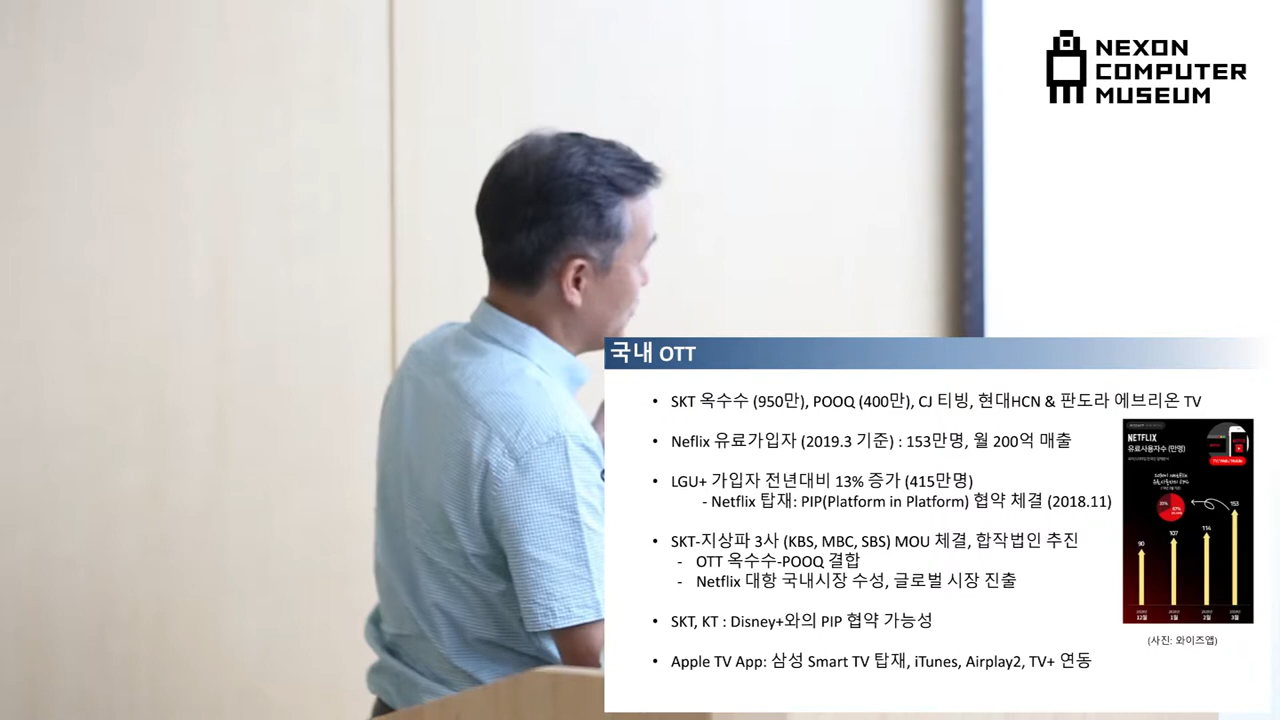 NEXON
COMPUTER
MUSEUM
국내 OTT
• SKT 옥수수 (950만), POOQ (400만), CJ 티빙, 현대HCN & 판도라 에브리온 TV
• Neflix 유료가입자 (2019.3 기준) : 153만명, 월 200억 매출
• LGU+ 가입자 전년대비 13% 증가 (415만명)
- Netflix 탑재: PIP(Platform in Platform) 협약 체결 (2018.11)
• SKT-지상파 3사 (KBS, MBC, SBS) MOU 체결, 합작법인 추진
- OTT 옥수수-POOQ 결합
- Netflix 대항 국내시장 수성, 글로벌 시장 진출
• SKT, KT : Disney+와의 PIP 협약 가능성
• Apple TV App: 삼성 Smart TV 탑재, iTunes, Airplay2, TV+ 연동
NETFLIX
유료사용자수 (만명)
90
107
114
153
12월
1월
2월
3월
(사진: 와이즈앱)